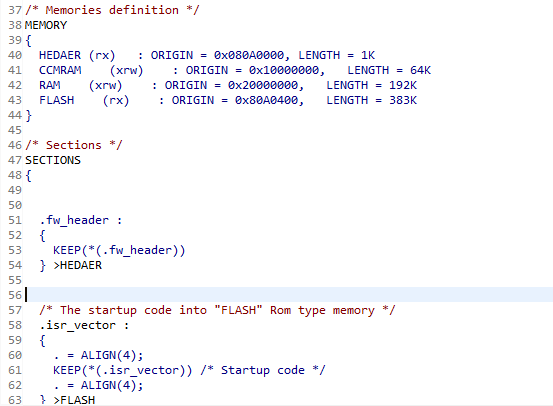 37 /* Memories definition */
38 MEMORY
39 {
40   HEDAER (rx)   : ORIGIN = 0x080A0000, LENGTH = 1K
41   CCMRAM    (xrw)    : ORIGIN = 0x10000000,   LENGTH = 64K
42   RAM    (xrw)    : ORIGIN = 0x20000000,   LENGTH = 192K
43   FLASH    (rx)    : ORIGIN = 0x80A0400,   LENGTH = 383K
44 }
45
46 /* Sections */
47 SECTIONS
48 {
49
50
51   .fw_header :
52   {
53     KEEP(*(.fw_header))
54   } >HEDAER
55
56
57   /* The startup code into "FLASH" Rom type memory */
58   .isr_vector :
59   {
60     . = ALIGN(4);
61     KEEP(*(.isr_vector)) /* Startup code */
62     . = ALIGN(4);
63   } >FLASH